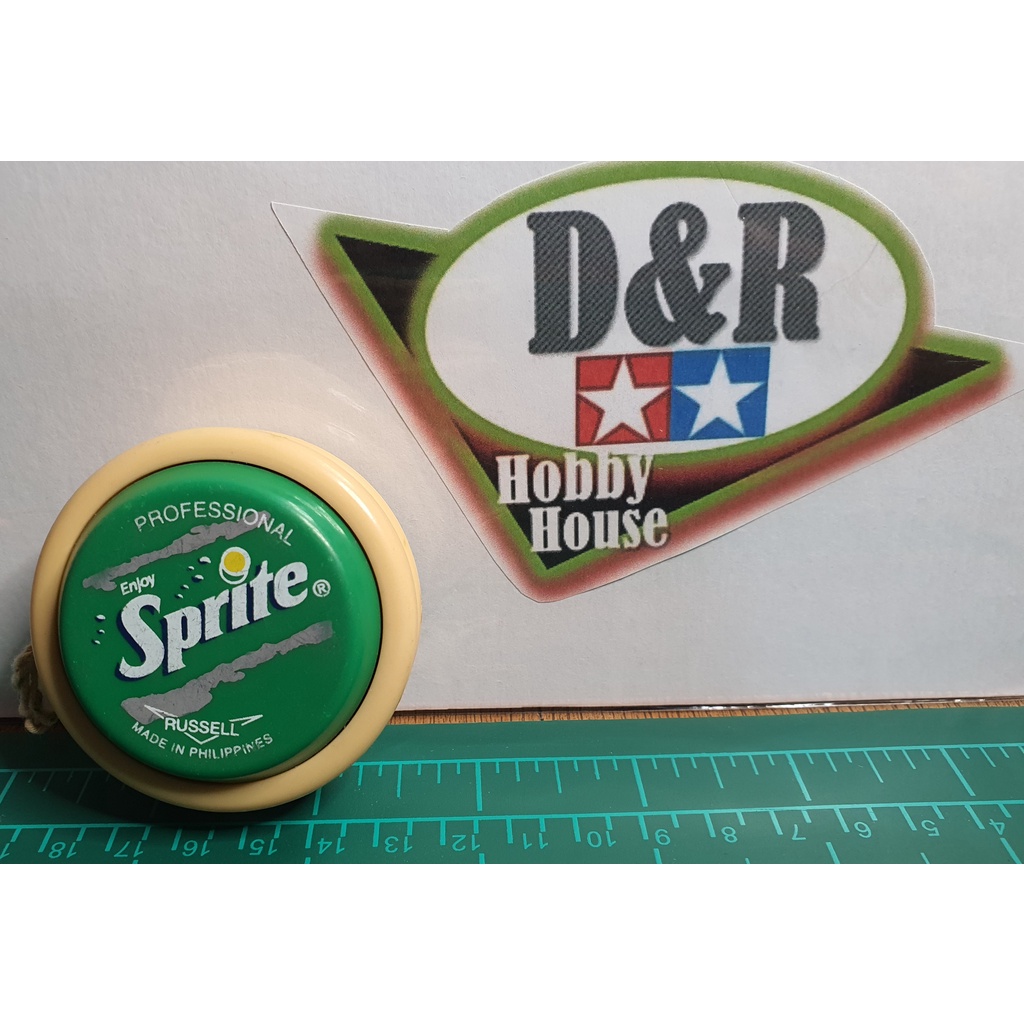 D&R
Hobby
House
PROFESSIONAL
Enjoy
Sprite®
RUSSELL
MADE IN PHILIPPINES
18 17 16 15 14 13 12 11 10 9 8 7 6 5 4